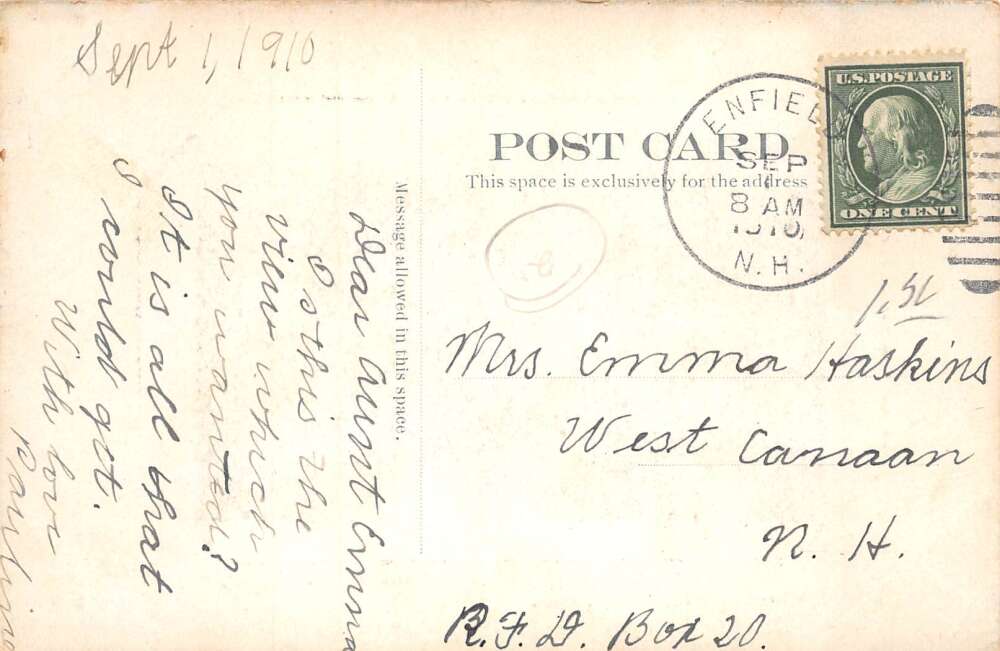 Sept 1, 1910
POST CARD
This space is exclusively for the address
Message allowed in this space.
U.S. POSTAGE
ONE CENT
ENFIELD
SEP
1
8 AM
1910
N.H.
Dear Aunt Emma
Is this the
view which
you wanted?
It is all that
I could get.
With love
Pauline
Mrs. Emma Haskins
West Canaan
N. H.
R.F.D. Box 20.